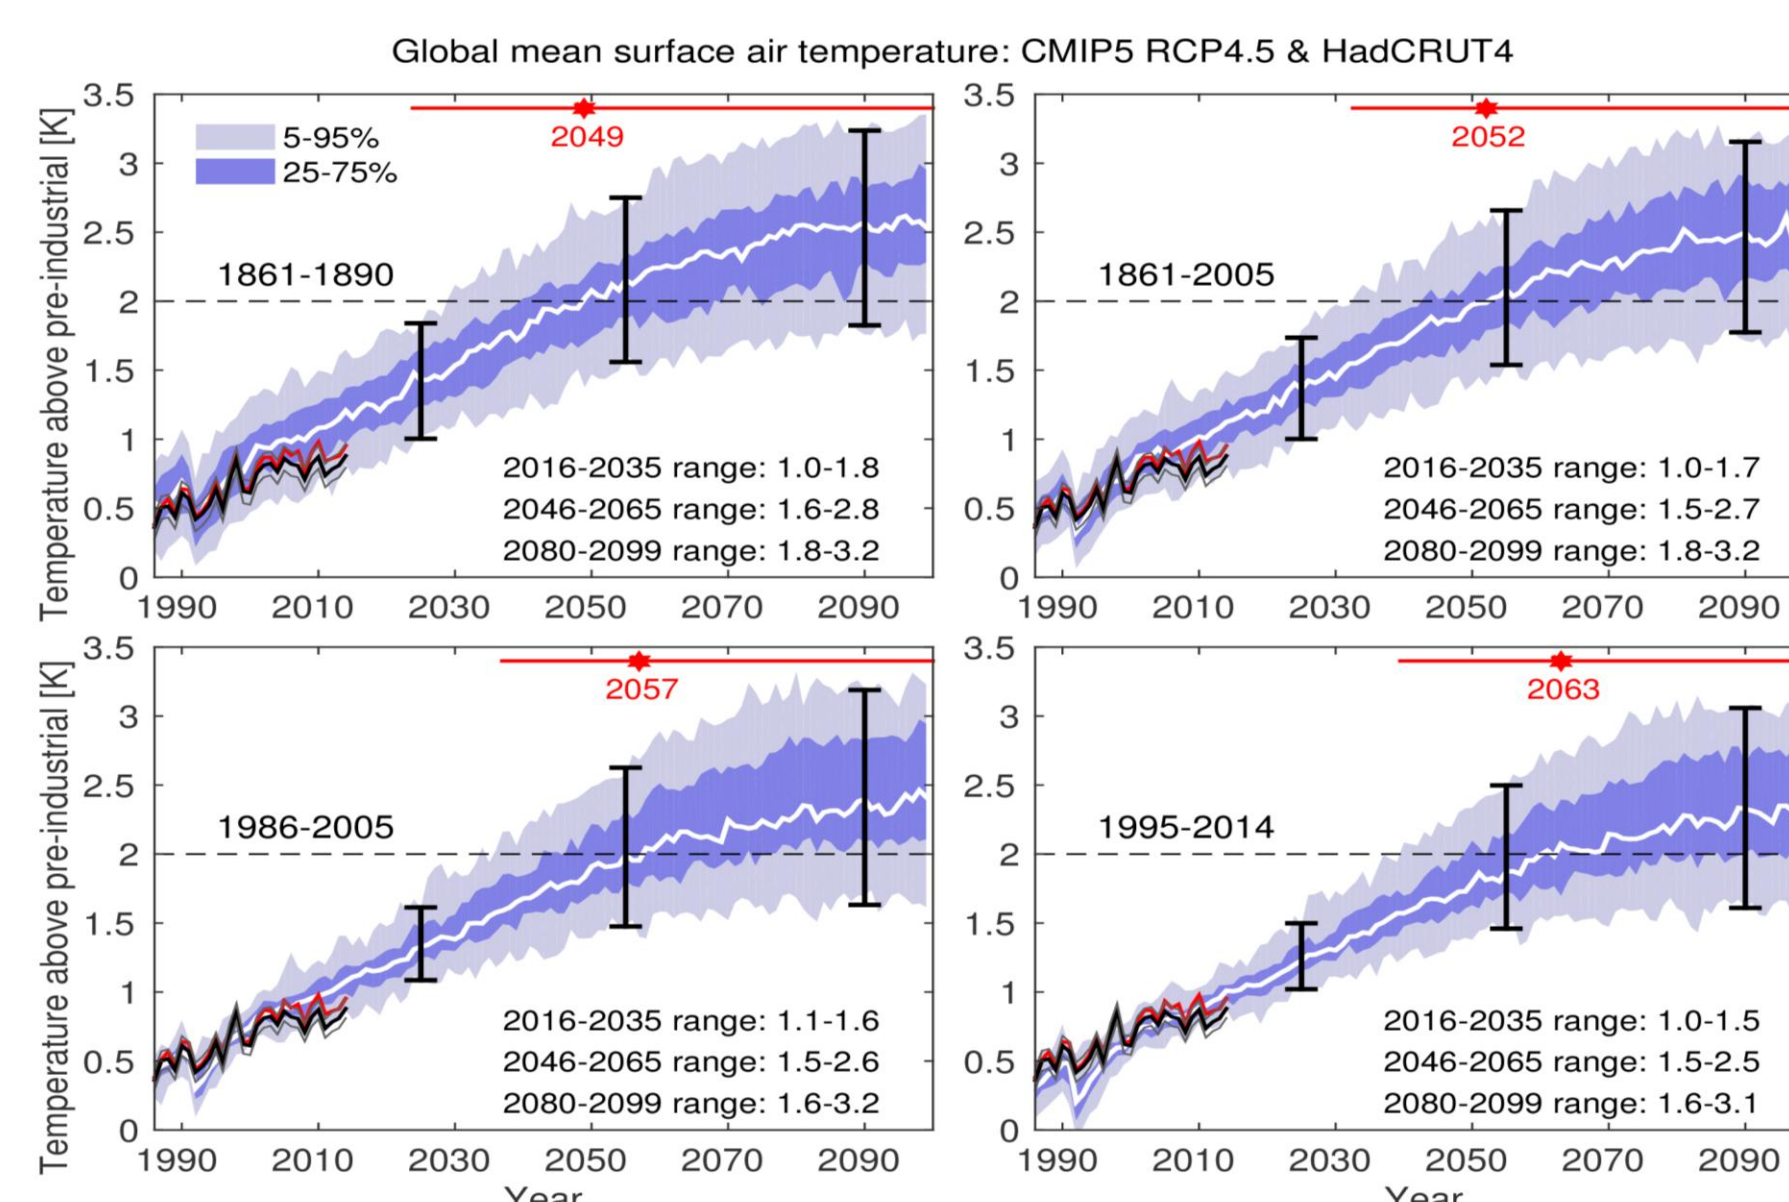 Global mean surface air temperature: CMIP5 RCP4.5 & HadCRUT4
Temperature above pre-industrial [K]
3.5
3
2.5
2
1.5
1
0.5
0
5-95%
25-75%
2049
1861-1890
2016-2035 range: 1.0-1.8
2046-2065 range: 1.6-2.8
2080-2099 range: 1.8-3.2
1990 2010 2030 2050 2070 2090
3.5
3
2.5
2
1.5
1
0.5
0
2052
1861-2005
2016-2035 range: 1.0-1.7
2046-2065 range: 1.5-2.7
2080-2099 range: 1.8-3.2
1990 2010 2030 2050 2070 2090
Temperature above pre-industrial [K]
3.5
3
2.5
2
1.5
1
0.5
0
2057
1986-2005
2016-2035 range: 1.1-1.6
2046-2065 range: 1.5-2.6
2080-2099 range: 1.6-3.2
1990 2010 2030 2050 2070 2090
Year
3.5
3
2.5
2
1.5
1
0.5
0
2063
1995-2014
2016-2035 range: 1.0-1.5
2046-2065 range: 1.5-2.5
2080-2099 range: 1.6-3.1
1990 2010 2030 2050 2070 2090
Year